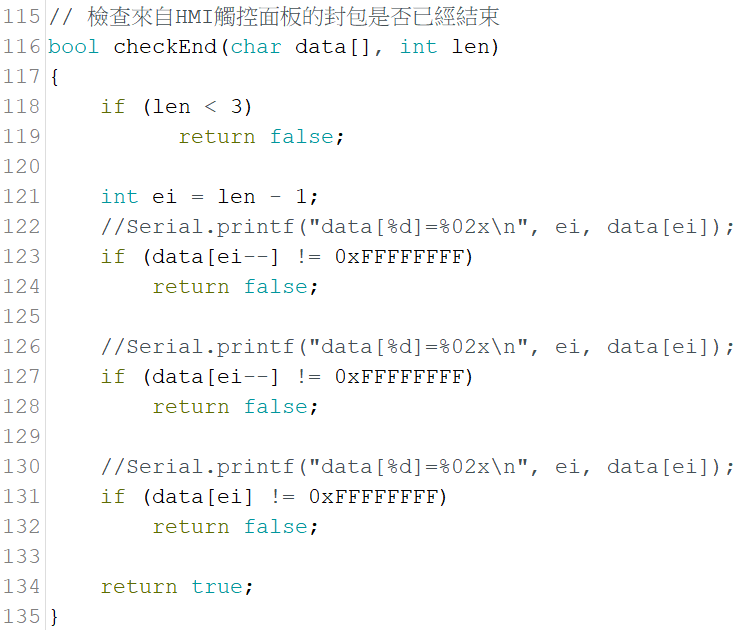 115 // 檢查來自HMI觸控面板的封包是否已經結束
116 bool checkEnd(char data[], int len)
117 {
118     if (len < 3)
119           return false;
120
121     int ei = len - 1;
122     //Serial.printf("data[%d]=%02x\n", ei, data[ei]);
123     if (data[ei--] != 0xFFFFFFFF)
124         return false;
125
126     //Serial.printf("data[%d]=%02x\n", ei, data[ei]);
127     if (data[ei--] != 0xFFFFFFFF)
128         return false;
129
130     //Serial.printf("data[%d]=%02x\n", ei, data[ei]);
131     if (data[ei] != 0xFFFFFFFF)
132         return false;
133
134     return true;
135 }